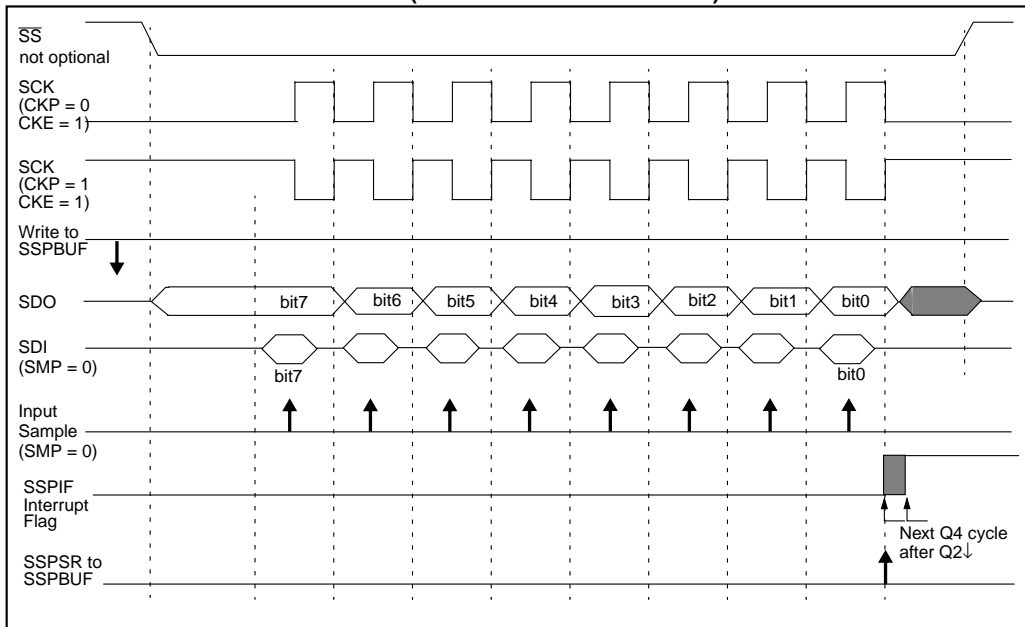 SS
not optional
SCK
(CKP = 0
CKE = 1)
SCK
(CKP = 1
CKE = 1)
Write to
SSPBUF
SDO
bit7 bit6 bit5 bit4 bit3 bit2 bit1 bit0
SDI
(SMP = 0)
bit7 bit0
Input
Sample
(SMP = 0)
SSPIF
Interrupt
Flag
Next Q4 cycle
after Q2↓
SSPSR to
SSPBUF